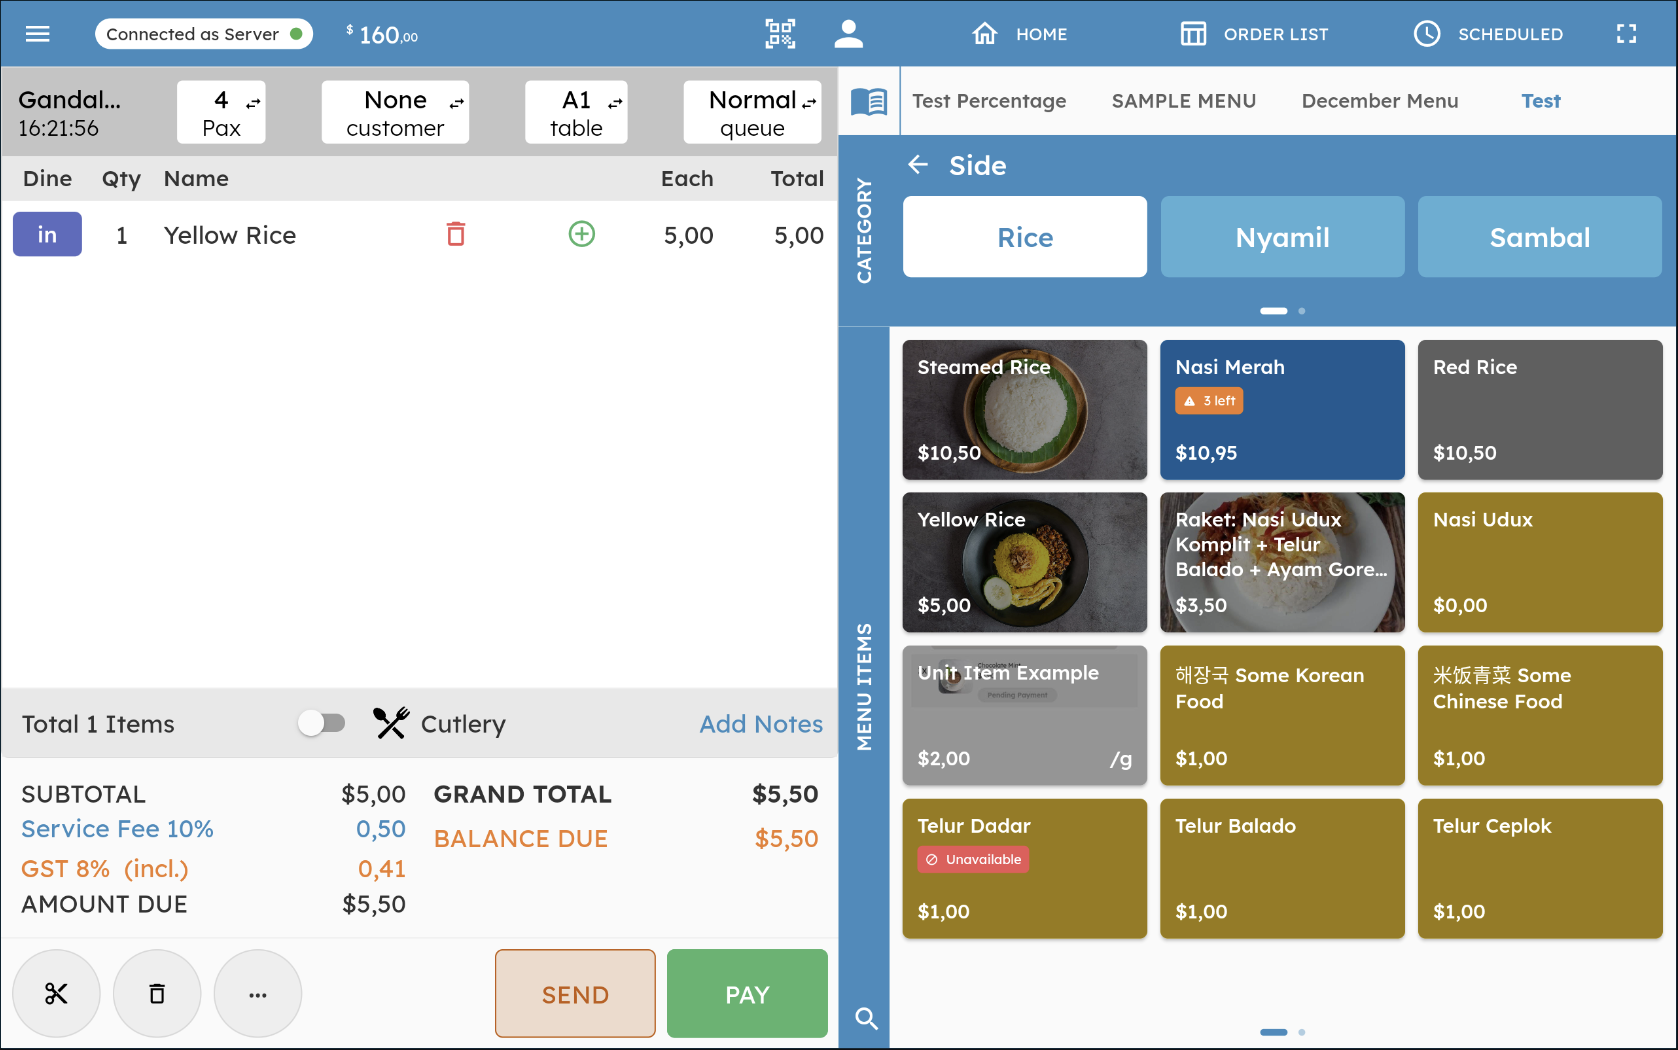 Connected as Server
$ 160,00
HOME
ORDER LIST
SCHEDULED
Gandal...
16:21:56
4
Pax
None
customer
A1
table
Normal
queue
Test Percentage
SAMPLE MENU
December Menu
Test
Dine Qty Name Each Total
in 1 Yellow Rice 5,00 5,00
CATEGORY
Side
Rice
Nyamil
Sambal
MENU ITEMS
Steamed Rice
$10,50
Nasi Merah
3 left
$10,95
Red Rice
$10,50
Yellow Rice
$5,00
Raket: Nasi Udux
Komplit + Telur
Balado + Ayam Gore...
$3,50
Nasi Udux
$0,00
Chocolate Mint
Unit Item Example
Pending Payment
$2,00 /g
해장국 Some Korean
Food
$1,00
米饭青菜 Some
Chinese Food
$1,00
Telur Dadar
Unavailable
$1,00
Telur Balado
$1,00
Telur Ceplok
$1,00
Total 1 Items
Cutlery
Add Notes
SUBTOTAL $5,00
Service Fee 10% 0,50
GST 8% (incl.) 0,41
AMOUNT DUE $5,50
GRAND TOTAL $5,50
BALANCE DUE $5,50
SEND
PAY